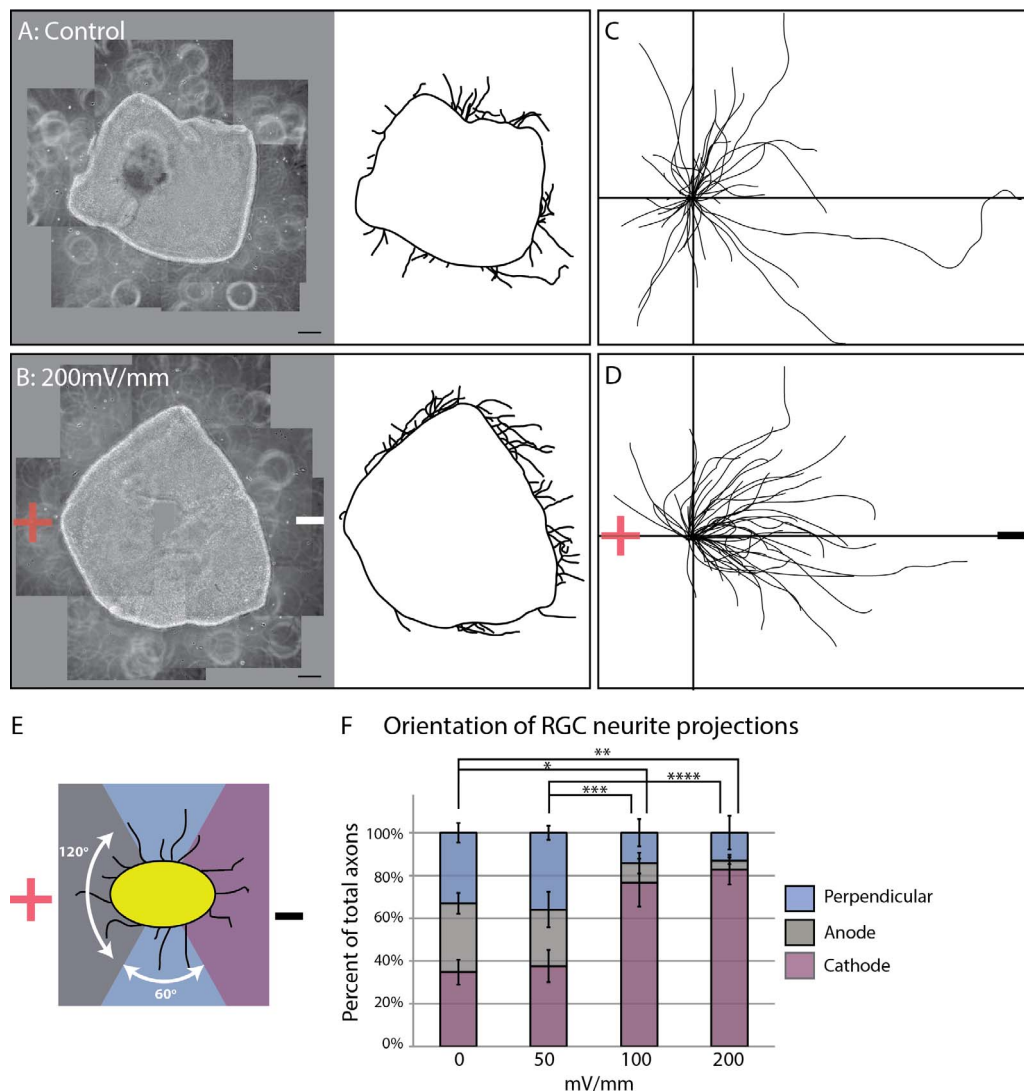 A: Control
C
B: 200mV/mm
D
+
−
+
−
E
F Orientation of RGC neurite projections
**
*
****
***
120°
60°
+
−
Percent of total axons
100%
80%
60%
40%
20%
0%
0 50 100 200
mV/mm
Perpendicular
Anode
Cathode